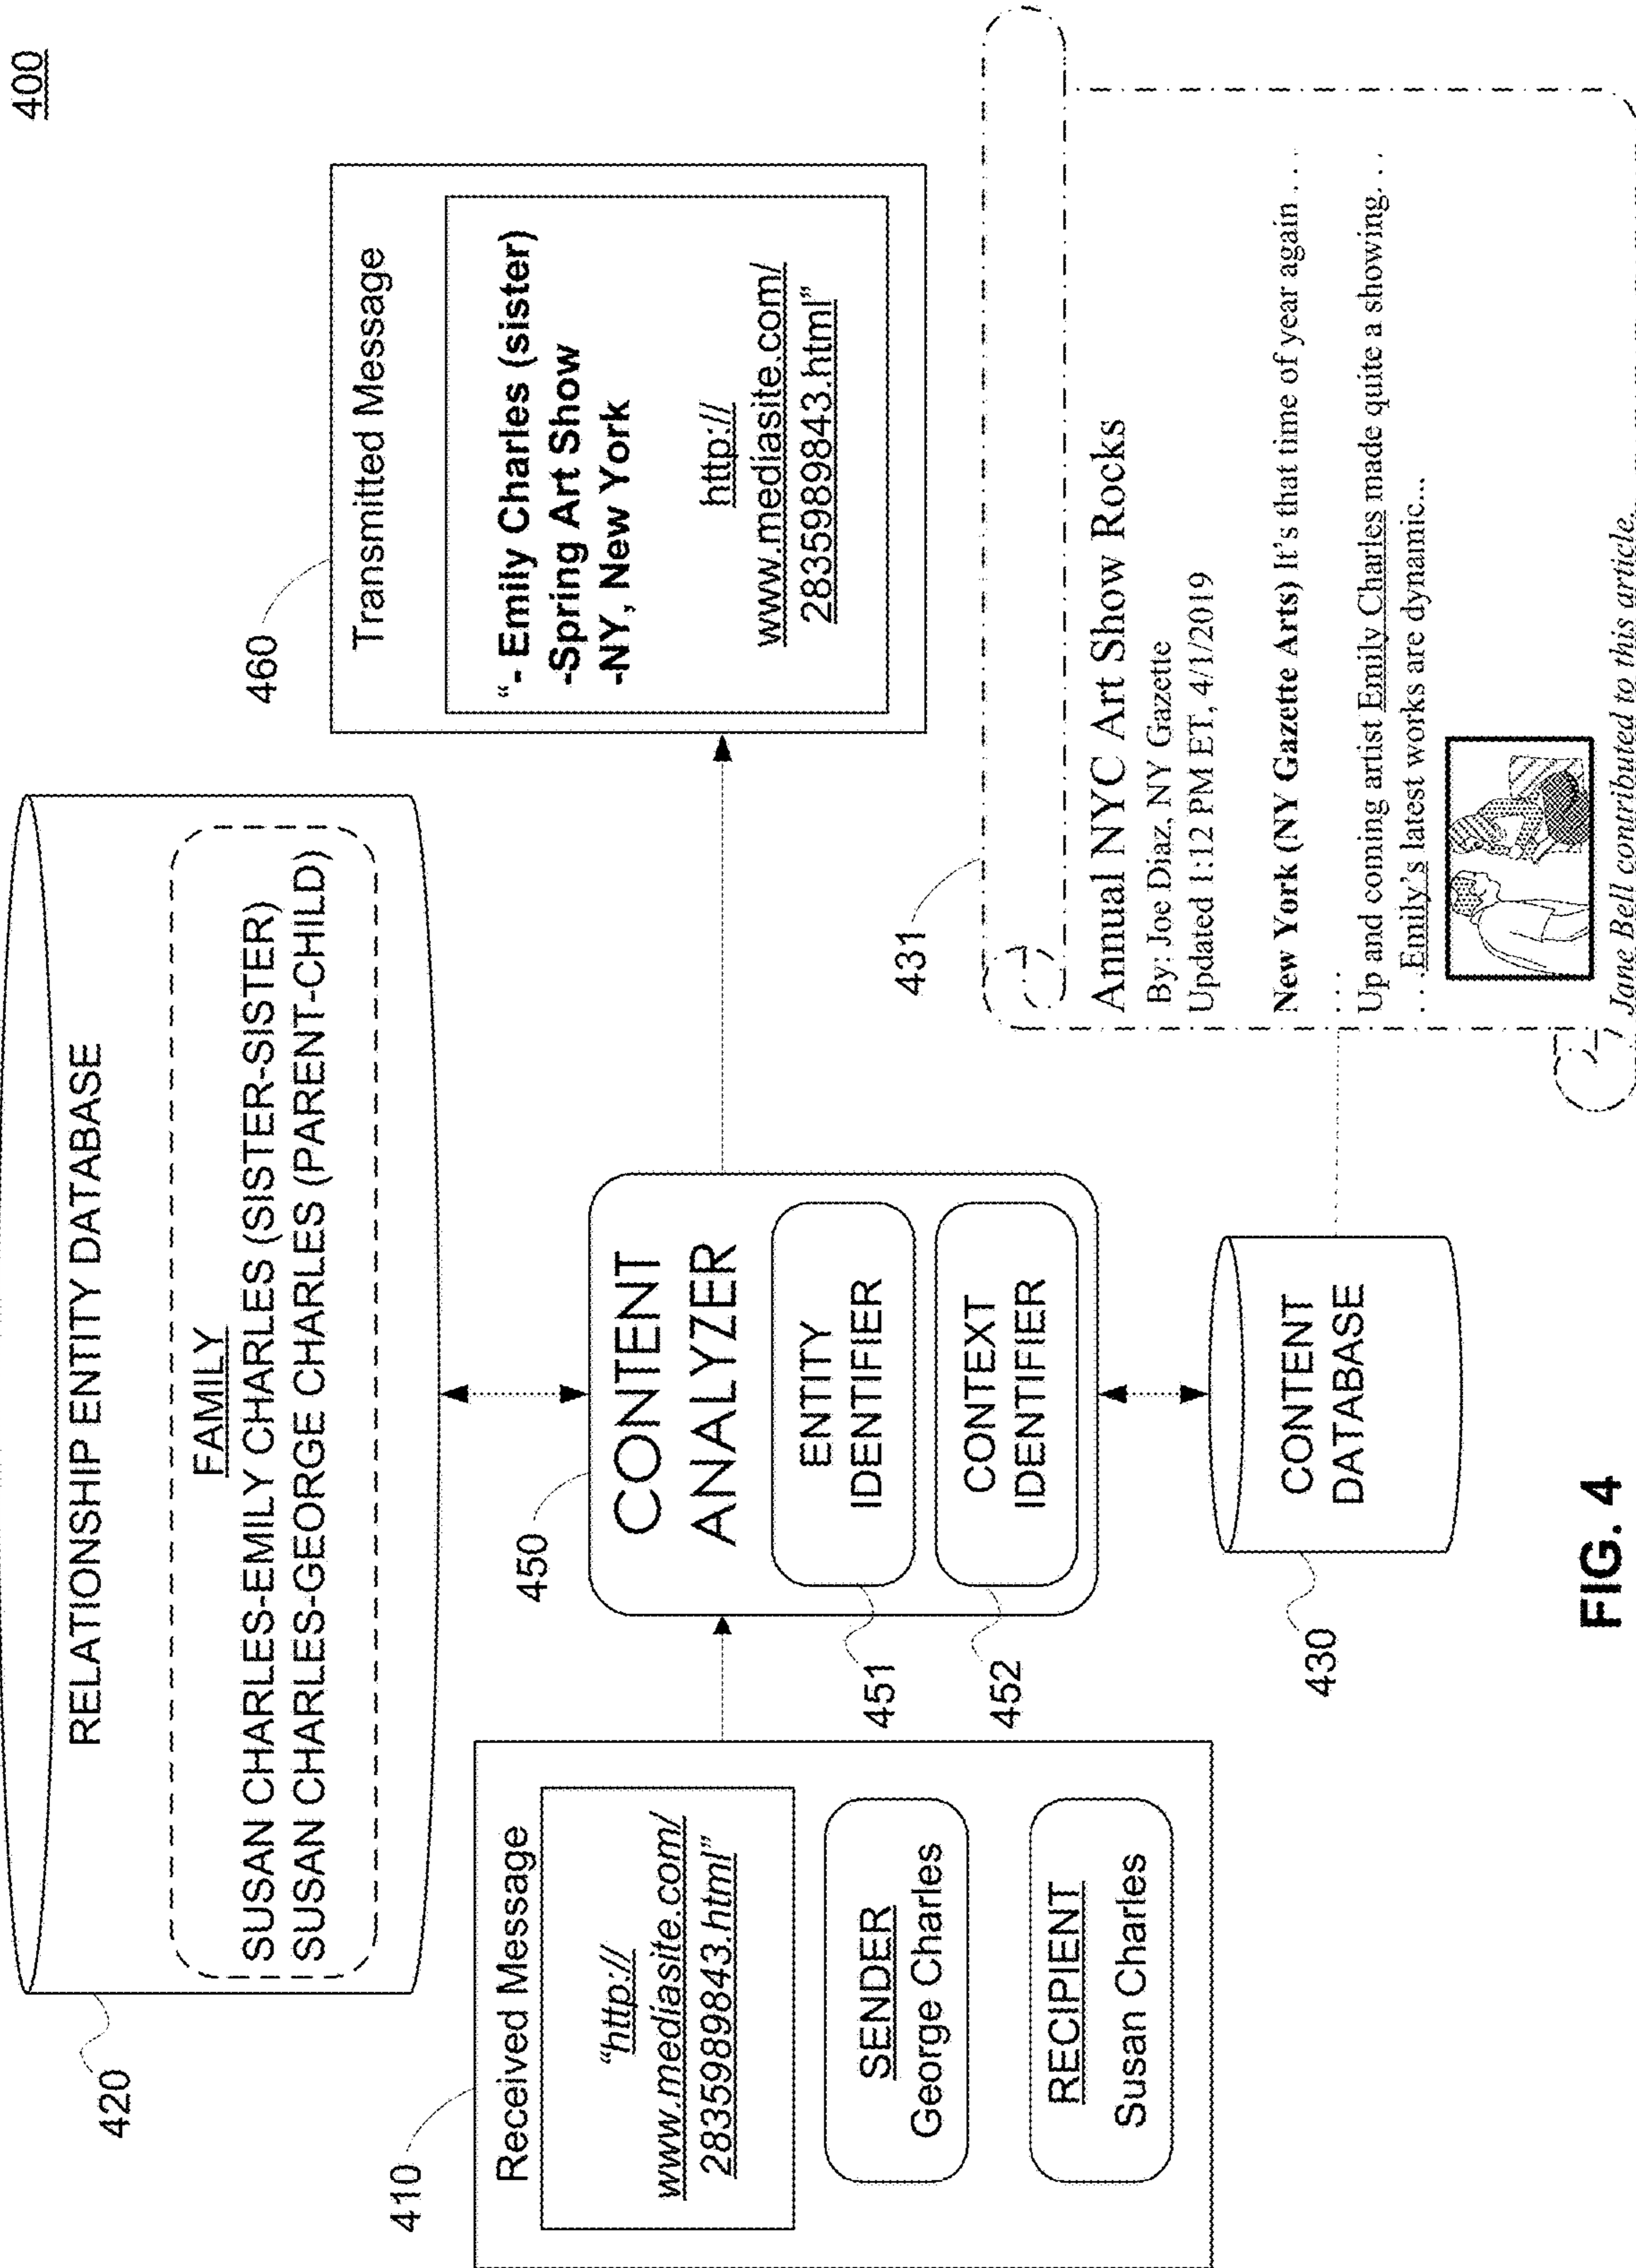 400
RELATIONSHIP ENTITY DATABASE
FAMILY
SUSAN CHARLES-EMILY CHARLES (SISTER-SISTER)
SUSAN CHARLES-GEORGE CHARLES (PARENT-CHILD)
420
410
Received Message
“http://
www.mediasite.com/
2835989843.html”
SENDER
George Charles
RECIPIENT
Susan Charles
450
CONTENT
ANALYZER
ENTITY
IDENTIFIER
451
CONTEXT
IDENTIFIER
452
CONTENT
DATABASE
430
460
Transmitted Message
“- Emily Charles (sister)
-Spring Art Show
-NY, New York
http://
www.mediasite.com/
2835989843.html”
431
Annual NYC Art Show Rocks
By: Joe Diaz, NY Gazette
Updated 1:12 PM ET, 4/1/2019
New York (NY Gazette Arts) It's that time of year again . . .
. . .
Up and coming artist Emily Charles made quite a showing. . .
. . .Emily's latest works are dynamic...
Jane Bell contributed to this article.
FIG. 4